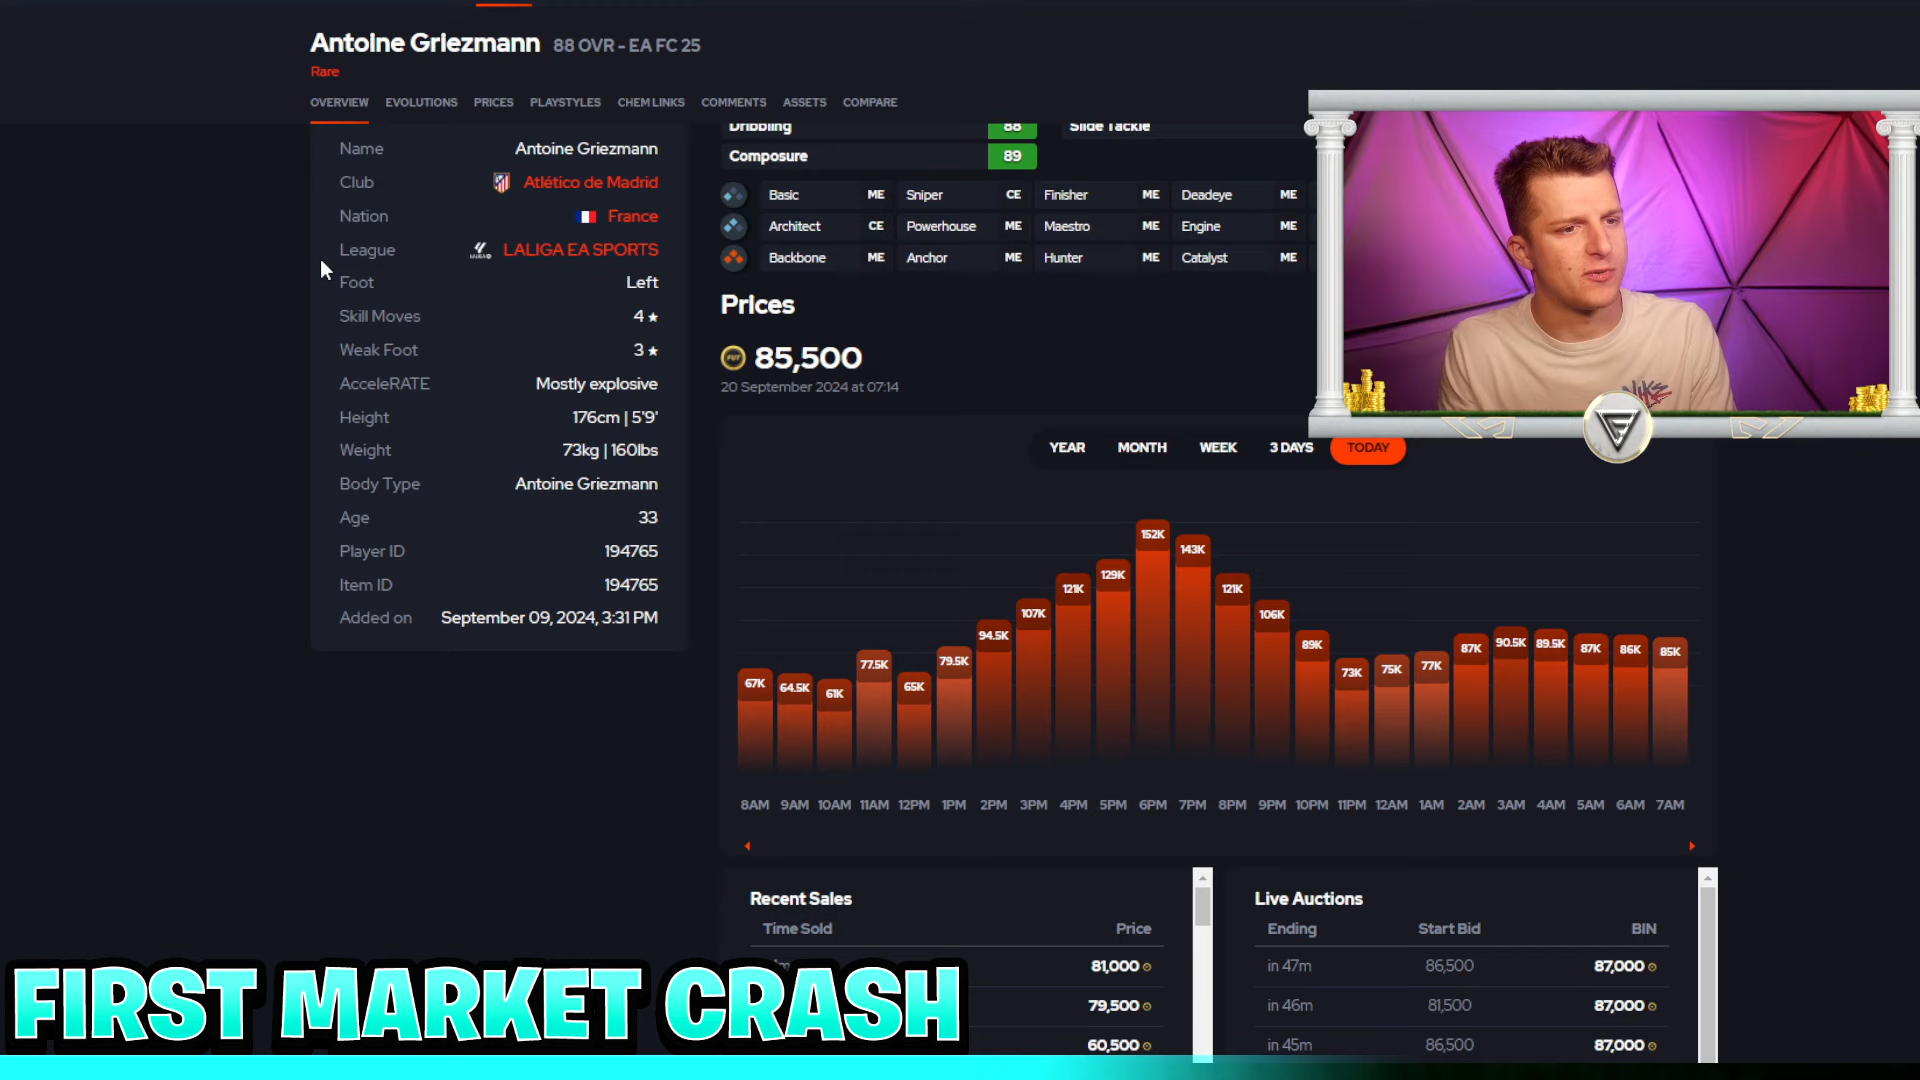 Antoine Griezmann 88 OVR - EA FC 25
Rare
OVERVIEW EVOLUTIONS PRICES PLAYSTYLES CHEM LINKS COMMENTS ASSETS COMPARE
Name Antoine Griezmann
Club Atlético de Madrid
Nation France
League LALIGA EA SPORTS
Foot Left
Skill Moves 4 ★
Weak Foot 3 ★
AcceleRATE Mostly explosive
Height 176cm | 5'9"
Weight 73kg | 160lbs
Body Type Antoine Griezmann
Age 33
Player ID 194765
Item ID 194765
Added on September 09, 2024, 3:31 PM
Dribbling 88 Slide Tackle
Composure 89
Basic ME Sniper CE Finisher ME Deadeye ME
Architect CE Powerhouse ME Maestro ME Engine ME
Backbone ME Anchor ME Hunter ME Catalyst ME
Prices
85,500
20 September 2024 at 07:14
YEAR MONTH WEEK 3 DAYS TODAY
67K 64.5K 61K 77.5K 65K 79.5K 94.5K 107K 121K 129K 152K 143K 121K 106K 89K 73K 75K 77K 87K 90.5K 89.5K 87K 86K 85K
8AM 9AM 10AM 11AM 12PM 1PM 2PM 3PM 4PM 5PM 6PM 7PM 8PM 9PM 10PM 11PM 12AM 1AM 2AM 3AM 4AM 5AM 6AM 7AM
Recent Sales
Time Sold Price
81,000
79,500
60,500
Live Auctions
Ending Start Bid BIN
in 47m 86,500 87,000
in 46m 81,500 87,000
in 45m 86,500 87,000
FIRST MARKET CRASH